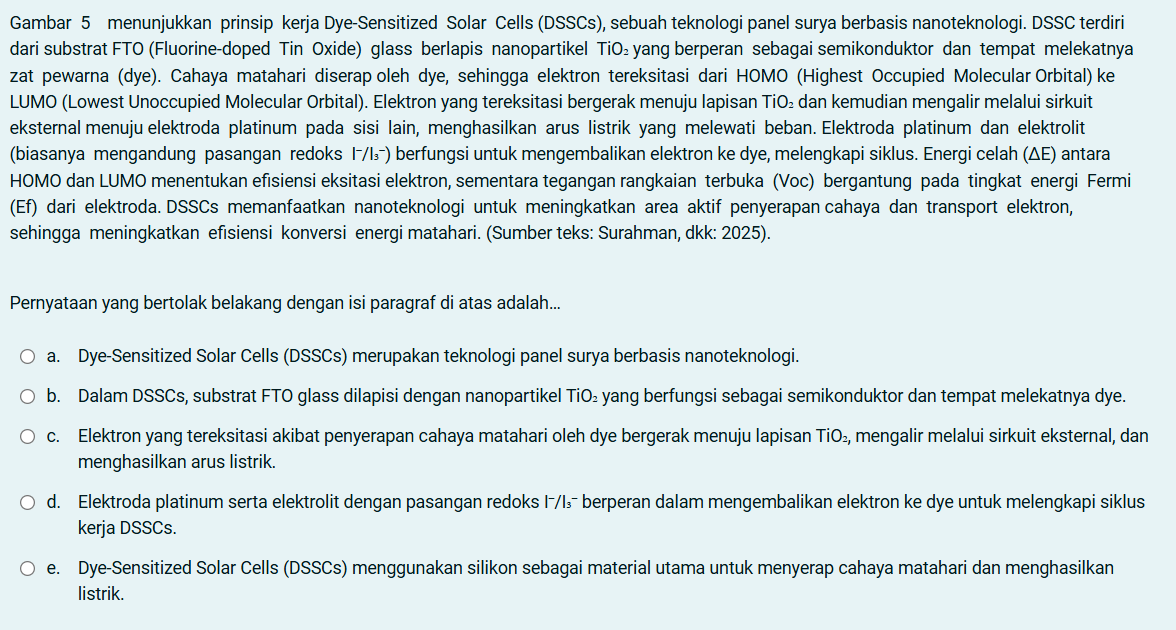 Gambar 5 menunjukkan prinsip kerja Dye-Sensitized Solar Cells (DSSCs), sebuah teknologi panel surya berbasis nanoteknologi. DSSC terdiri
dari substrat FTO (Fluorine-doped Tin Oxide) glass berlapis nanopartikel TiO₂ yang berperan sebagai semikonduktor dan tempat melekatnya
zat pewarna (dye). Cahaya matahari diserap oleh dye, sehingga elektron tereksitasi dari HOMO (Highest Occupied Molecular Orbital) ke
LUMO (Lowest Unoccupied Molecular Orbital). Elektron yang tereksitasi bergerak menuju lapisan TiO₂ dan kemudian mengalir melalui sirkuit
eksternal menuju elektroda platinum pada sisi lain, menghasilkan arus listrik yang melewati beban. Elektroda platinum dan elektrolit
(biasanya mengandung pasangan redoks I⁻/I₃⁻) berfungsi untuk mengembalikan elektron ke dye, melengkapi siklus. Energi celah (ΔE) antara
HOMO dan LUMO menentukan efisiensi eksitasi elektron, sementara tegangan rangkaian terbuka (Voc) bergantung pada tingkat energi Fermi
(Ef) dari elektroda. DSSCs memanfaatkan nanoteknologi untuk meningkatkan area aktif penyerapan cahaya dan transport elektron,
sehingga meningkatkan efisiensi konversi energi matahari. (Sumber teks: Surahman, dkk: 2025).
Pernyataan yang bertolak belakang dengan isi paragraf di atas adalah...
a. Dye-Sensitized Solar Cells (DSSCs) merupakan teknologi panel surya berbasis nanoteknologi.
b. Dalam DSSCs, substrat FTO glass dilapisi dengan nanopartikel TiO₂ yang berfungsi sebagai semikonduktor dan tempat melekatnya dye.
c. Elektron yang tereksitasi akibat penyerapan cahaya matahari oleh dye bergerak menuju lapisan TiO₂, mengalir melalui sirkuit eksternal, dan
menghasilkan arus listrik.
d. Elektroda platinum serta elektrolit dengan pasangan redoks I⁻/I₃⁻ berperan dalam mengembalikan elektron ke dye untuk melengkapi siklus
kerja DSSCs.
e. Dye-Sensitized Solar Cells (DSSCs) menggunakan silikon sebagai material utama untuk menyerap cahaya matahari dan menghasilkan
listrik.